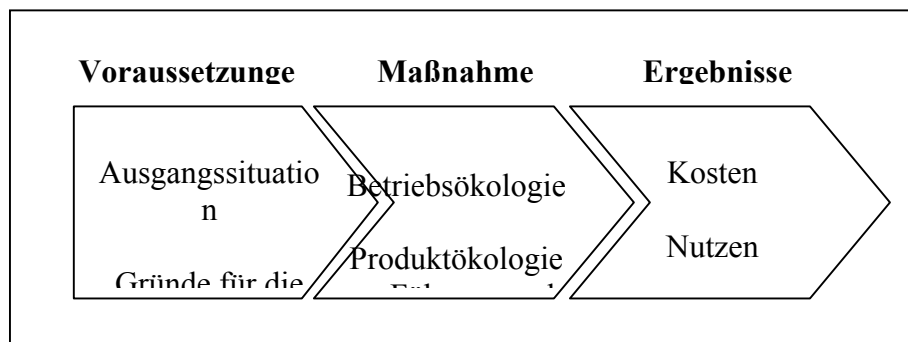 Voraussetzunge
Maßnahme
Ergebnisse
Ausgangssituatio
n
Gründe für die
Betriebsökologie
Produktökologie
Kosten
Nutzen